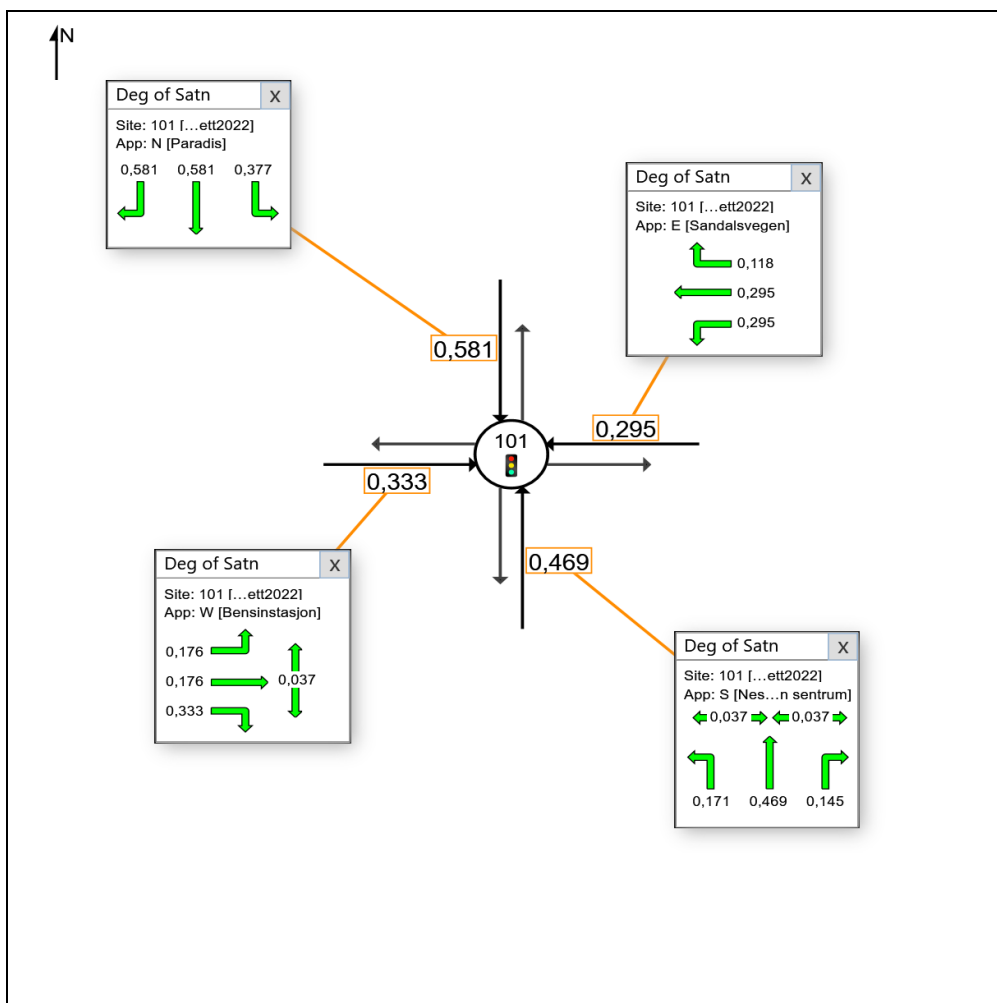 N
Deg of Satn X
Site: 101 [...ett2022]
App: N [Paradis]
0,581 0,581 0,377
Deg of Satn X
Site: 101 [...ett2022]
App: E [Sandalsvegen]
0,118
0,295
0,295
0,581
0,295
101
0,333
0,469
Deg of Satn X
Site: 101 [...ett2022]
App: W [Bensinstasjon]
0,176
0,176 0,037
0,333
Deg of Satn X
Site: 101 [...ett2022]
App: S [Nes...n sentrum]
0,037 0,037
0,171 0,469 0,145